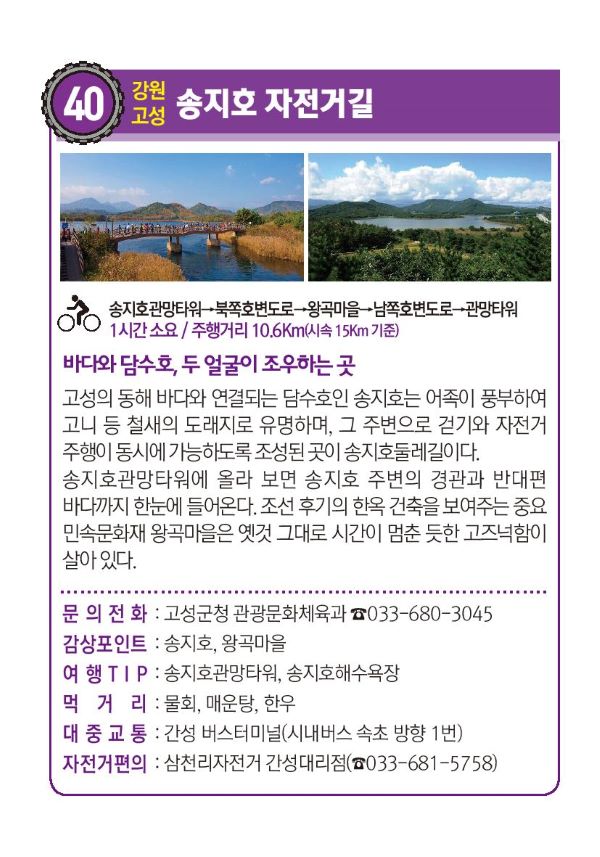 40 강원 고성 송지호 자전거길
송지호관망타워→북쪽호변도로→왕곡마을→남쪽호변도로→관망타워
1시간 소요 / 주행거리 10.6Km(시속 15Km 기준)
바다와 담수호, 두 얼굴이 조우하는 곳
고성의 동해 바다와 연결되는 담수호인 송지호는 어족이 풍부하여
고니 등 철새의 도래지로 유명하며, 그 주변으로 걷기와 자전거
주행이 동시에 가능하도록 조성된 곳이 송지호둘레길이다.
송지호관망타워에 올라 보면 송지호 주변의 경관과 반대편
바다까지 한눈에 들어온다. 조선 후기의 한옥 건축을 보여주는 중요
민속문화재 왕곡마을은 옛것 그대로 시간이 멈춘 듯한 고즈넉함이
살아 있다.
문의전화 : 고성군청 관광문화체육과 ☎033-680-3045
감상포인트 : 송지호, 왕곡마을
여행TIP : 송지호관망타워, 송지호해수욕장
먹거리 : 물회, 매운탕, 한우
대중교통 : 간성 버스터미널(시내버스 속초 방향 1번)
자전거편의 : 삼천리자전거 간성대리점(☎033-681-5758)